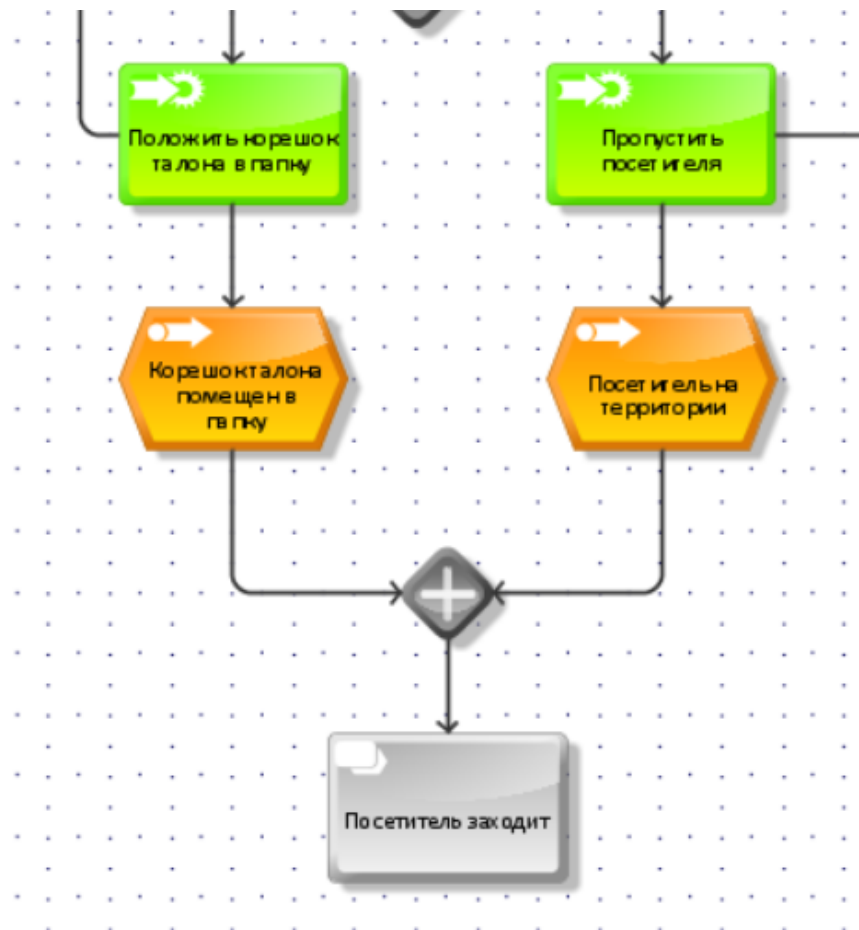 Положить корешок
талона в папку
Пропустить
посетителя
Корешок талона
помещен в
папку
Посетитель на
территории
Посетитель заходит